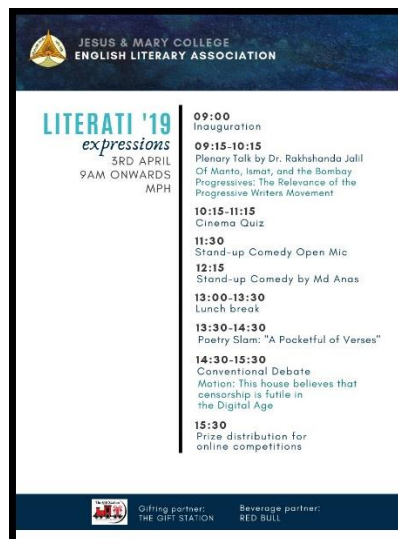 JESUS & MARY COLLEGE
ENGLISH LITERARY ASSOCIATION
LITERATI '19
expressions
3RD APRIL
9AM ONWARDS
MPH
09:00
Inauguration
09:15-10:15
Plenary Talk by Dr. Rakhshanda Jalil
Of Manto, Ismat, and the Bombay
Progressives: The Relevance of the
Progressive Writers Movement
10:15-11:15
Cinema Quiz
11:30
Stand-up Comedy Open Mic
12:15
Stand-up Comedy by Md Anas
13:00-13:30
Lunch break
13:30-14:30
Poetry Slam: "A Pocketful of Verses"
14:30-15:30
Conventional Debate
Motion: This house believes that
censorship is futile in
the Digital Age
15:30
Prize distribution for
online competitions
The Gift Station
Gifting partner:
THE GIFT STATION
Beverage partner:
RED BULL